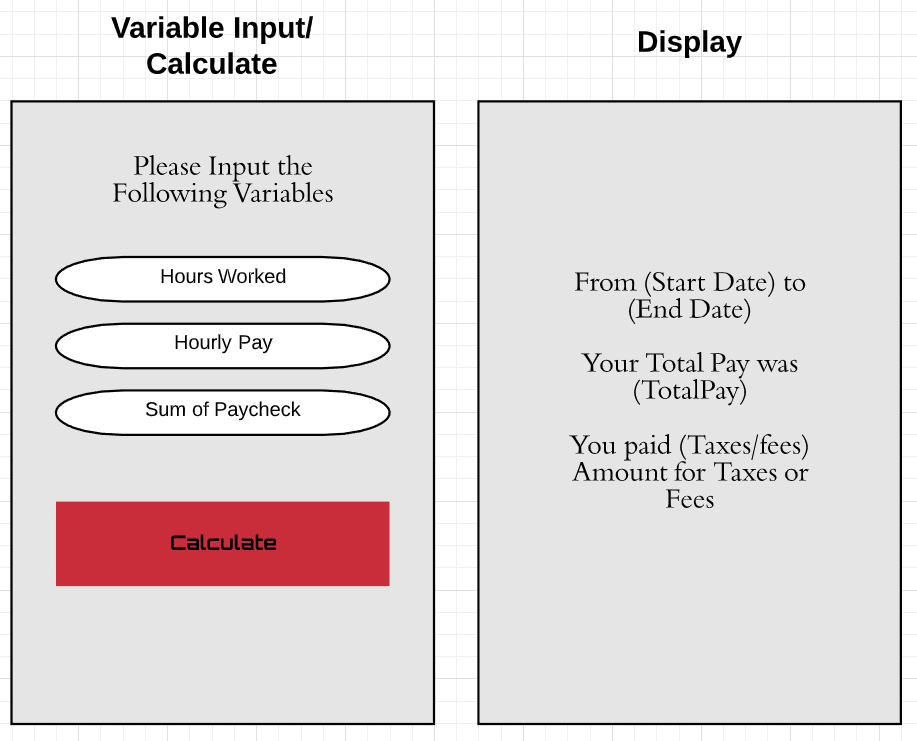 Variable Input/
Calculate
Please Input the
Following Variables
Hours Worked
Hourly Pay
Sum of Paycheck
Calculate
Display
From (Start Date) to
(End Date)
Your Total Pay was
(TotalPay)
You paid (Taxes/fees)
Amount for Taxes or
Fees